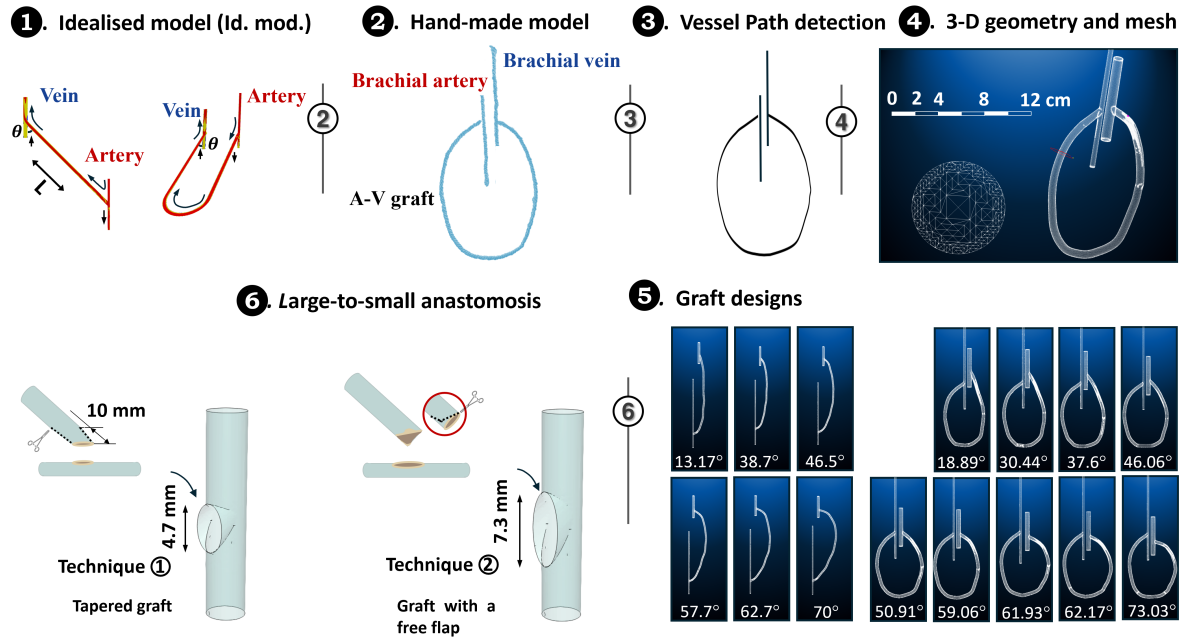 1. Idealised model (Id. mod.)
Vein
θ
L
Artery
Vein
Artery
θ
2
2. Hand-made model
Brachial vein
Brachial artery
A-V graft
3
3. Vessel Path detection
4
4. 3-D geometry and mesh
0 2 4 8 12 cm
6. Large-to-small anastomosis
10 mm
4.7 mm
Technique 1
Tapered graft
7.3 mm
Technique 2
Graft with a
free flap
6
5. Graft designs
13.17° 38.7° 46.5°
18.89° 30.44° 37.6° 46.06°
57.7° 62.7° 70°
50.91° 59.06° 61.93° 62.17° 73.03°